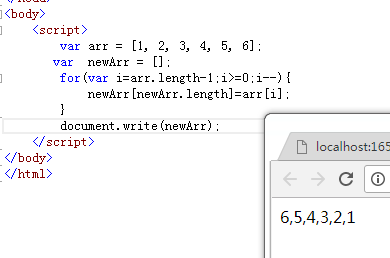 <body>
<script>
var arr = [1, 2, 3, 4, 5, 6];
var newArr = [];
for(var i=arr.length-1;i>=0;i--){
newArr[newArr.length]=arr[i];
}
document.write(newArr);
</script>
</body>
</html>
localhost:165
6,5,4,3,2,1